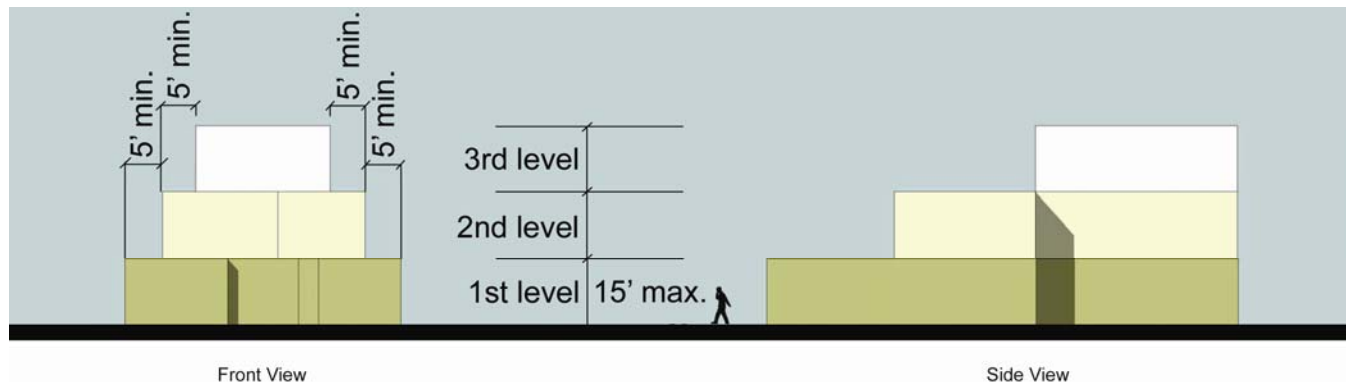 5’ min.
5’ min.
5’ min.
5’ min.
3rd level
2nd level
1st level 15’ max.
Front View
Side View